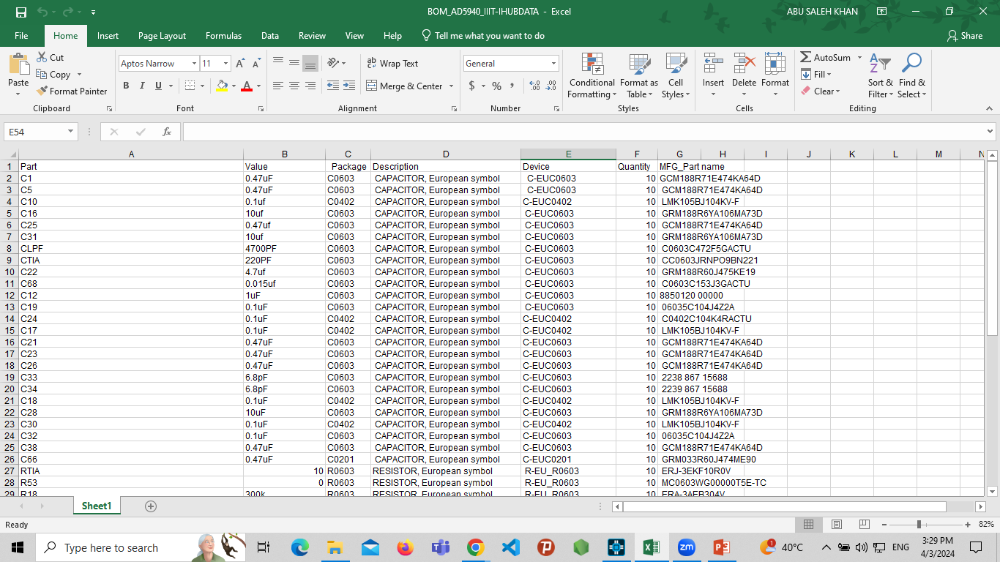 BOM_AD5940_IIIT-IHUBDATA - Excel
ABU SALEH KHAN
File Home Insert Page Layout Formulas Data Review View Help Tell me what you want to do Share
Paste
Cut
Copy
Format Painter
Clipboard
Aptos Narrow 11
B I U
Font
Wrap Text
Merge & Center
Alignment
General
$ % ,
Number
Conditional Formatting
Format as Table
Cell Styles
Styles
Insert Delete Format
Cells
AutoSum
Fill
Clear
Sort & Filter
Find & Select
Editing
E54
fx
A B C D E F G H I J K L M N
1 Part Value Package Description Device Quantity MFG_Part name
2 C1 0.47uF C0603 CAPACITOR, European symbol C-EUC0603 10 GCM188R71E474KA64D
3 C5 0.47uF C0603 CAPACITOR, European symbol C-EUC0603 10 GCM188R71E474KA64D
4 C10 0.1uf C0402 CAPACITOR, European symbol C-EUC0402 10 LMK105BJ104KV-F
5 C16 10uf C0603 CAPACITOR, European symbol C-EUC0603 10 GRM188R6YA106MA73D
6 C25 0.47uf C0603 CAPACITOR, European symbol C-EUC0603 10 GCM188R71E474KA64D
7 C31 10uf C0603 CAPACITOR, European symbol C-EUC0603 10 GRM188R6YA106MA73D
8 CLPF 4700PF C0603 CAPACITOR, European symbol C-EUC0603 10 C0603C472F5GACTU
9 CTIA 220PF C0603 CAPACITOR, European symbol C-EUC0603 10 CC0603JRNPO9BN221
10 C22 4.7uf C0603 CAPACITOR, European symbol C-EUC0603 10 GRM188R60J475KE19
11 C68 0.015uf C0603 CAPACITOR, European symbol C-EUC0603 10 C0603C153J3GACTU
12 C12 1uF C0603 CAPACITOR, European symbol C-EUC0603 10 8850120 00000
13 C19 0.1uF C0603 CAPACITOR, European symbol C-EUC0603 10 06035C104J4Z2A
14 C24 0.1uF C0402 CAPACITOR, European symbol C-EUC0402 10 C0402C104K4RACTU
15 C17 0.1uF C0402 CAPACITOR, European symbol C-EUC0402 10 LMK105BJ104KV-F
16 C21 0.47uF C0603 CAPACITOR, European symbol C-EUC0603 10 GCM188R71E474KA64D
17 C23 0.47uF C0603 CAPACITOR, European symbol C-EUC0603 10 GCM188R71E474KA64D
18 C26 0.47uF C0603 CAPACITOR, European symbol C-EUC0603 10 GCM188R71E474KA64D
19 C33 6.8pF C0603 CAPACITOR, European symbol C-EUC0603 10 2238 867 15688
20 C34 6.8pF C0603 CAPACITOR, European symbol C-EUC0603 10 2239 867 15688
21 C18 0.1uF C0402 CAPACITOR, European symbol C-EUC0402 10 LMK105BJ104KV-F
22 C28 10uF C0603 CAPACITOR, European symbol C-EUC0603 10 GRM188R6YA106MA73D
23 C30 0.1uF C0402 CAPACITOR, European symbol C-EUC0402 10 LMK105BJ104KV-F
24 C32 0.1uF C0603 CAPACITOR, European symbol C-EUC0603 10 06035C104J4Z2A
25 C38 0.47uF C0603 CAPACITOR, European symbol C-EUC0603 10 GCM188R71E474KA64D
26 C66 0.47uF C0201 CAPACITOR, European symbol C-EUC0201 10 GRM033R60J474ME90
27 RTIA 10 R0603 RESISTOR, European symbol R-EU_R0603 10 ERJ-3EKF10R0V
28 R53 0 R0603 RESISTOR, European symbol R-EU_R0603 10 MC0603WG00000T5E-TC
29 R18 300k R0603 RESISTOR, European symbol R-EU_R0603 10 ERA-3AEB304V
Sheet1
Ready
82%
Type here to search
1 40°C
ENG
3:29 PM
4/3/2024